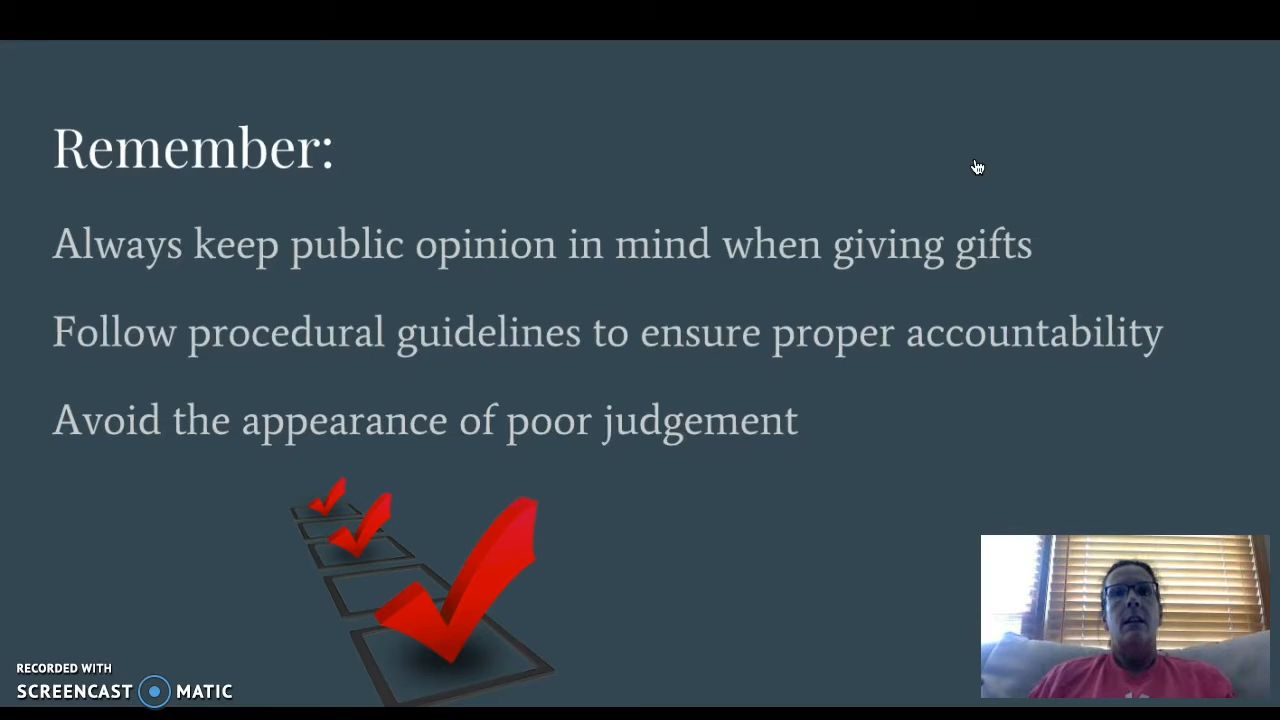 Remember:
Always keep public opinion in mind when giving gifts
Follow procedural guidelines to ensure proper accountability
Avoid the appearance of poor judgement
RECORDED WITH
SCREENCAST MATIC